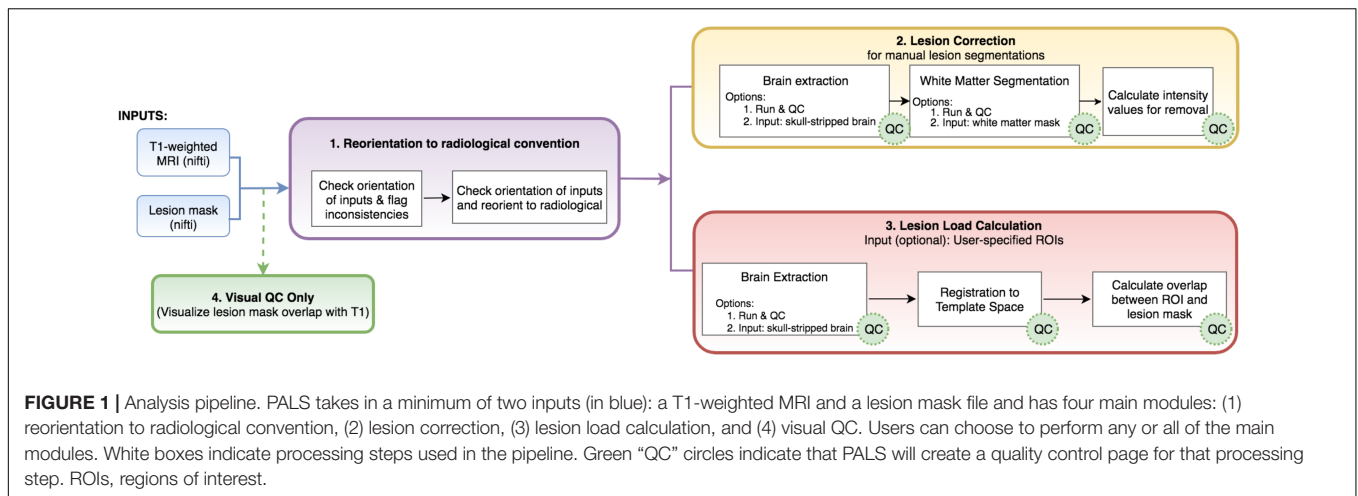 INPUTS:
T1-weighted
MRI (nifti)
Lesion mask
(nifti)
4. Visual QC Only
(Visualize lesion mask overlap with T1)
1. Reorientation to radiological convention
Check orientation
of inputs & flag
inconsistencies
Check orientation of inputs
and reorient to radiological
2. Lesion Correction
for manual lesion segmentations
Brain extraction
Options:
1. Run & QC
2. Input: skull-stripped brain
QC
White Matter Segmentation
Options:
1. Run & QC
2. Input: white matter mask
QC
Calculate intensity
values for removal
QC
3. Lesion Load Calculation
Input (optional): User-specified ROIs
Brain Extraction
Options:
1. Run & QC
2. Input: skull-stripped brain
QC
Registration to
Template Space
QC
Calculate overlap
between ROI and
lesion mask
QC
FIGURE 1 | Analysis pipeline. PALS takes in a minimum of two inputs (in blue): a T1-weighted MRI and a lesion mask file and has four main modules: (1)
reorientation to radiological convention, (2) lesion correction, (3) lesion load calculation, and (4) visual QC. Users can choose to perform any or all of the main
modules. White boxes indicate processing steps used in the pipeline. Green “QC” circles indicate that PALS will create a quality control page for that processing
step. ROIs, regions of interest.